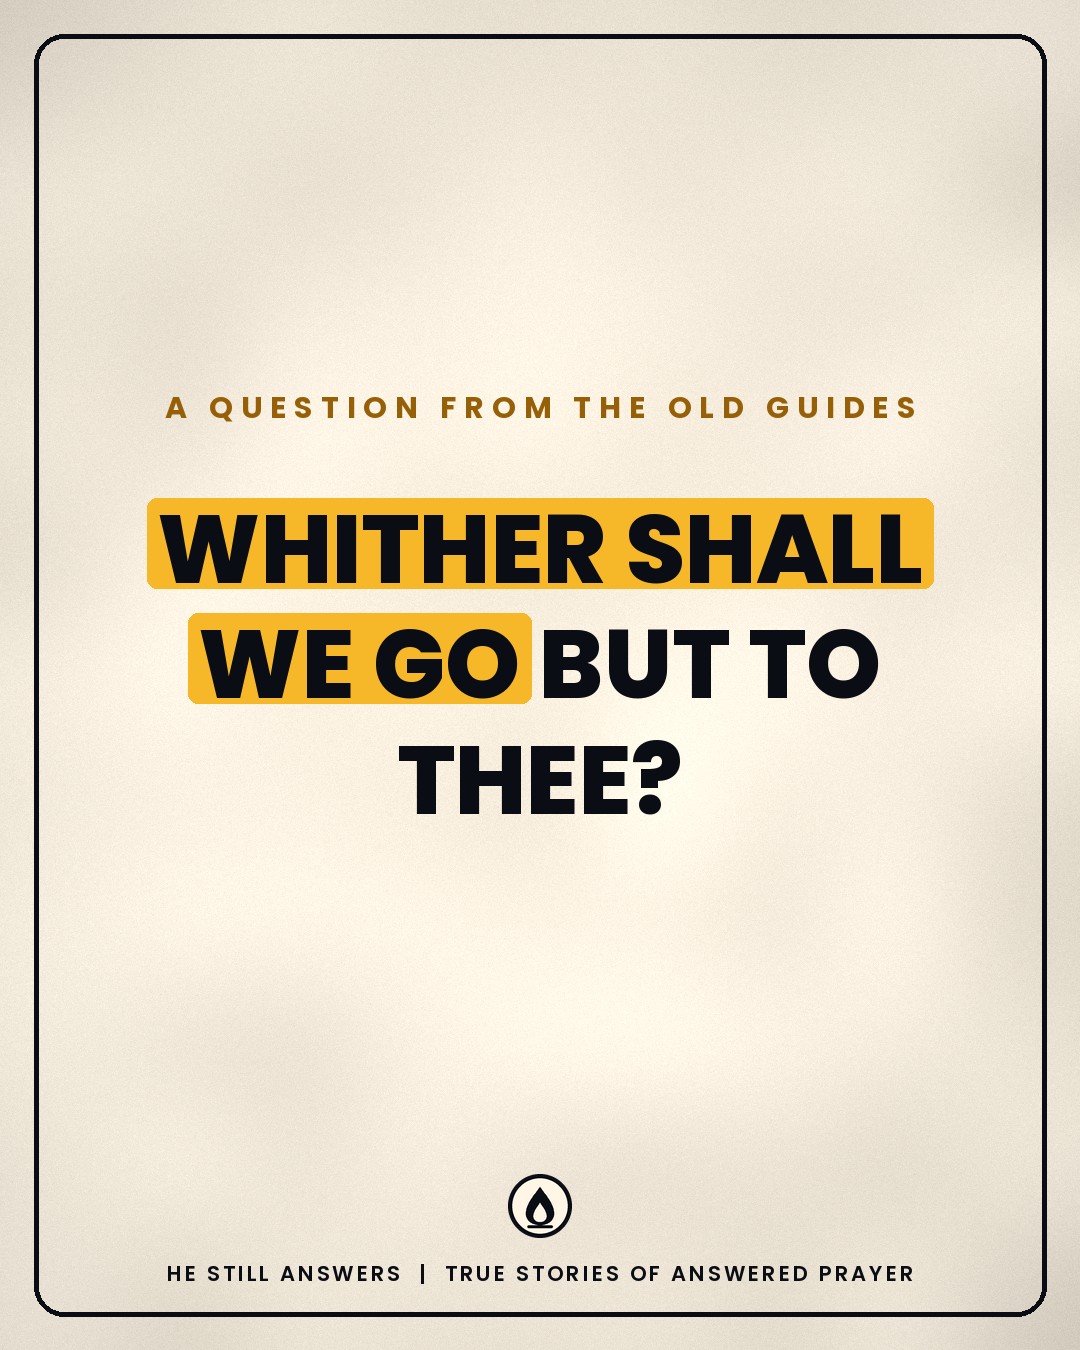 A QUESTION FROM THE OLD GUIDES
WHITHER SHALL
WE GO BUT TO
THEE?
HE STILL ANSWERS | TRUE STORIES OF ANSWERED PRAYER